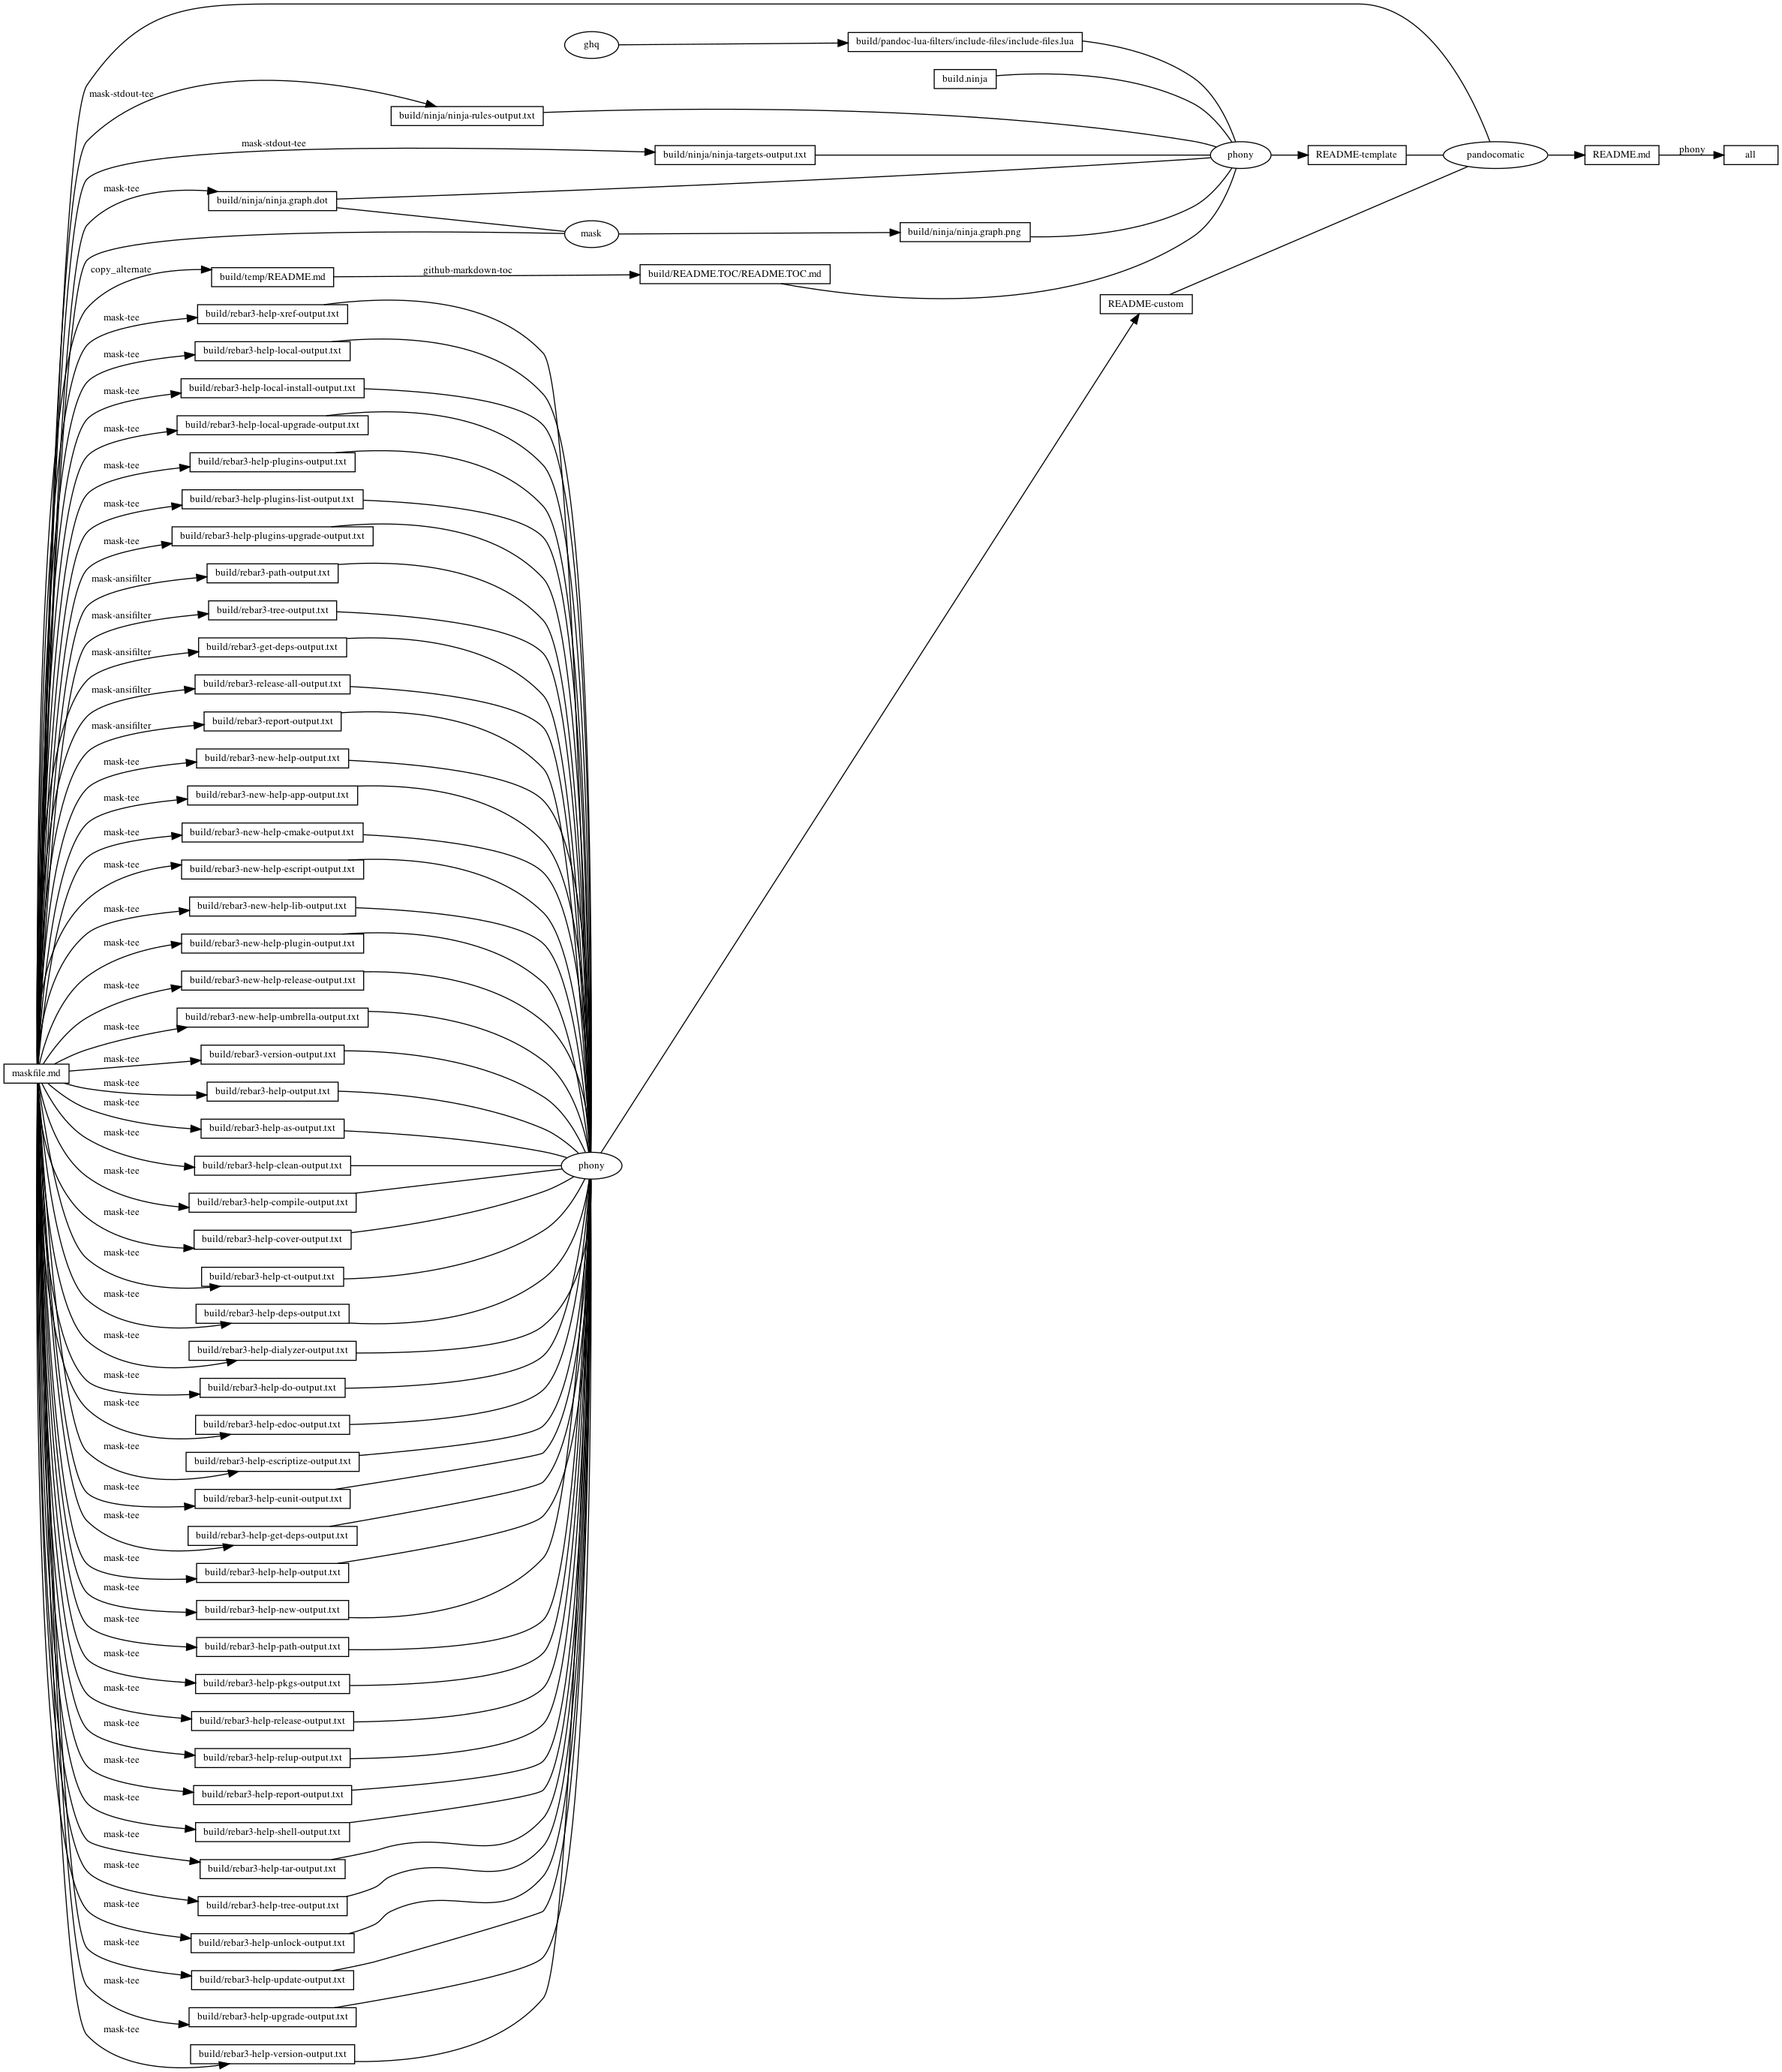 ghq
build/pandoc-lua-filters/include-files/include-files.lua
build.ninja
mask-stdout-tee
build/ninja/ninja-rules-output.txt
mask-stdout-tee
build/ninja/ninja-targets-output.txt
phony
README-template
pandocomatic
README.md
phony
all
mask-tee
build/ninja/ninja.graph.dot
mask
build/ninja/ninja.graph.png
copy_alternate
build/temp/README.md
github-markdown-toc
build/README.TOC/README.TOC.md
README-custom
mask-tee
build/rebar3-help-xref-output.txt
mask-tee
build/rebar3-help-local-output.txt
mask-tee
build/rebar3-help-local-install-output.txt
mask-tee
build/rebar3-help-local-upgrade-output.txt
mask-tee
build/rebar3-help-plugins-output.txt
mask-tee
build/rebar3-help-plugins-list-output.txt
mask-tee
build/rebar3-help-plugins-upgrade-output.txt
mask-ansifilter
build/rebar3-path-output.txt
mask-ansifilter
build/rebar3-tree-output.txt
mask-ansifilter
build/rebar3-get-deps-output.txt
mask-ansifilter
build/rebar3-release-all-output.txt
mask-ansifilter
build/rebar3-report-output.txt
mask-tee
build/rebar3-new-help-output.txt
mask-tee
build/rebar3-new-help-app-output.txt
mask-tee
build/rebar3-new-help-cmake-output.txt
mask-tee
build/rebar3-new-help-escript-output.txt
mask-tee
build/rebar3-new-help-lib-output.txt
mask-tee
build/rebar3-new-help-plugin-output.txt
mask-tee
build/rebar3-new-help-release-output.txt
mask-tee
build/rebar3-new-help-umbrella-output.txt
mask-tee
build/rebar3-version-output.txt
maskfile.md
mask-tee
build/rebar3-help-output.txt
mask-tee
build/rebar3-help-as-output.txt
mask-tee
build/rebar3-help-clean-output.txt
phony
mask-tee
build/rebar3-help-compile-output.txt
mask-tee
build/rebar3-help-cover-output.txt
mask-tee
build/rebar3-help-ct-output.txt
mask-tee
build/rebar3-help-deps-output.txt
mask-tee
build/rebar3-help-dialyzer-output.txt
mask-tee
build/rebar3-help-do-output.txt
mask-tee
build/rebar3-help-edoc-output.txt
mask-tee
build/rebar3-help-escriptize-output.txt
mask-tee
build/rebar3-help-eunit-output.txt
mask-tee
build/rebar3-help-get-deps-output.txt
mask-tee
build/rebar3-help-help-output.txt
mask-tee
build/rebar3-help-new-output.txt
mask-tee
build/rebar3-help-path-output.txt
mask-tee
build/rebar3-help-pkgs-output.txt
mask-tee
build/rebar3-help-release-output.txt
mask-tee
build/rebar3-help-relup-output.txt
mask-tee
build/rebar3-help-report-output.txt
mask-tee
build/rebar3-help-shell-output.txt
mask-tee
build/rebar3-help-tar-output.txt
mask-tee
build/rebar3-help-tree-output.txt
mask-tee
build/rebar3-help-unlock-output.txt
mask-tee
build/rebar3-help-update-output.txt
mask-tee
build/rebar3-help-upgrade-output.txt
mask-tee
build/rebar3-help-version-output.txt